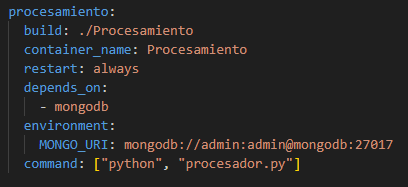 procesamiento:
  build: ./Procesamiento
  container_name: Procesamiento
  restart: always
  depends_on:
    - mongodb
  environment:
    MONGO_URI: mongodb://admin:admin@mongodb:27017
  command: ["python", "procesador.py"]